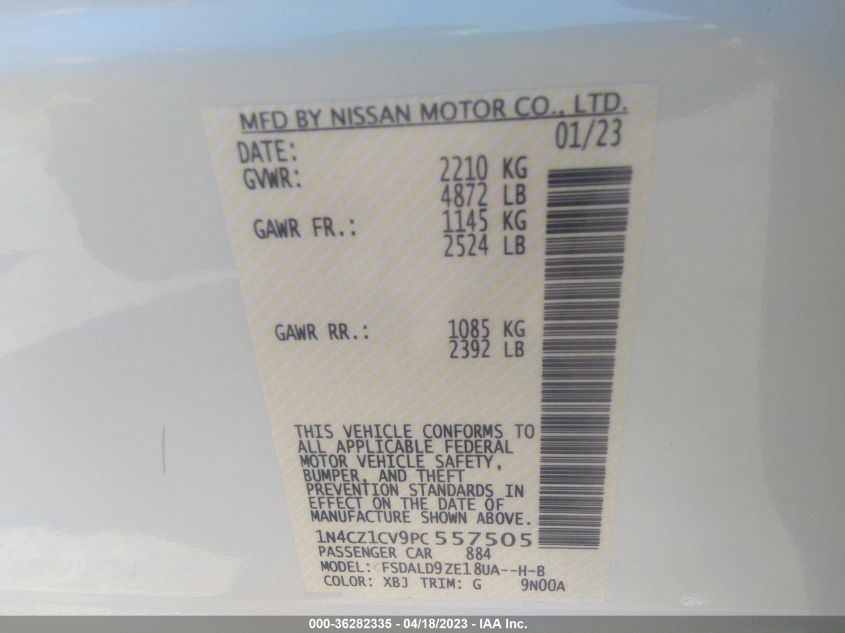 MFD BY NISSAN MOTOR CO., LTD.
DATE: 01/23
GVWR: 2210 KG
4872 LB
GAWR FR.: 1145 KG
2524 LB
GAWR RR.: 1085 KG
2392 LB
THIS VEHICLE CONFORMS TO
ALL APPLICABLE FEDERAL
MOTOR VEHICLE SAFETY,
BUMPER, AND THEFT
PREVENTION STANDARDS IN
EFFECT ON THE DATE OF
MANUFACTURE SHOWN ABOVE.
1N4CZ1CV9PC557505
PASSENGER CAR 884
MODEL: FSDALD9ZE18UA--H-B
COLOR: XBJ TRIM: G 9N00A
000-36282335 - 04/18/2023 - IAA Inc.